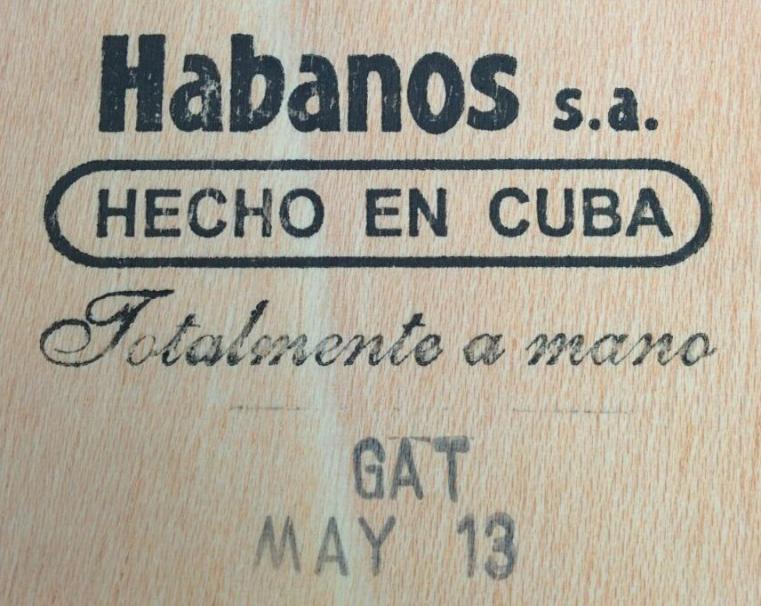 Habanos s.a.
HECHO EN CUBA
Totalmente a mano
GAT
MAY 13